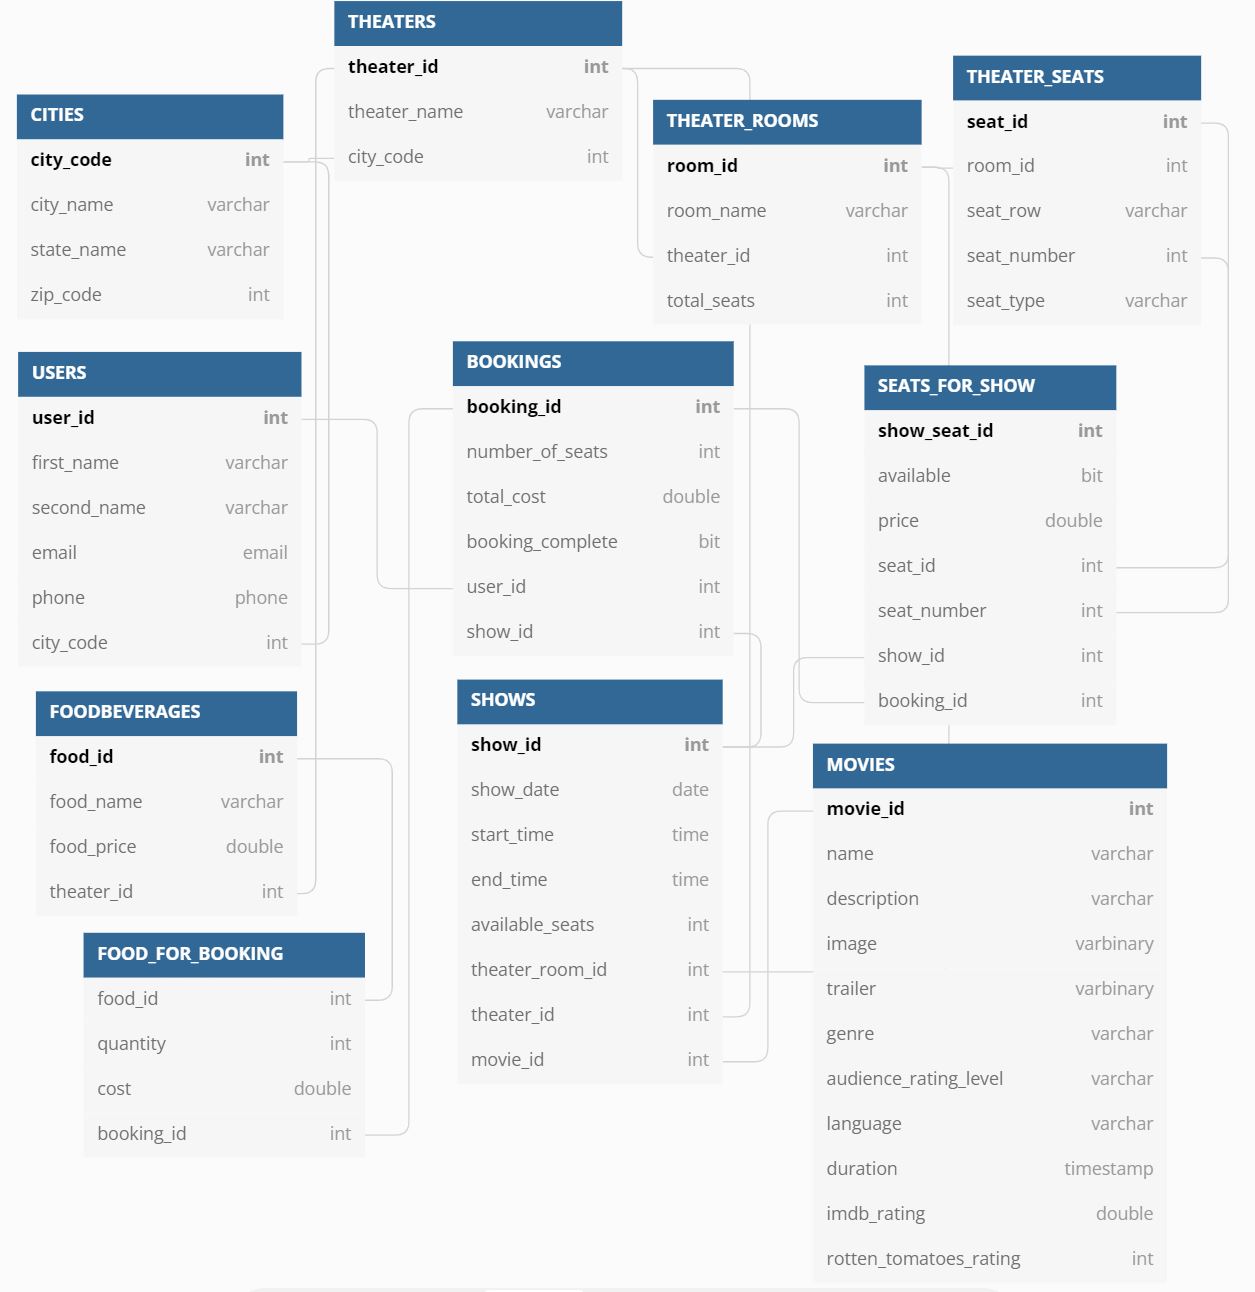 THEATERS
theater_id int
theater_name varchar
city_code int
CITIES
city_code int
city_name varchar
state_name varchar
zip_code int
THEATER_ROOMS
room_id int
room_name varchar
theater_id int
total_seats int
THEATER_SEATS
seat_id int
room_id int
seat_row varchar
seat_number int
seat_type varchar
USERS
user_id int
first_name varchar
second_name varchar
email email
phone phone
city_code int
BOOKINGS
booking_id int
number_of_seats int
total_cost double
booking_complete bit
user_id int
show_id int
SEATS_FOR_SHOW
show_seat_id int
available bit
price double
seat_id int
seat_number int
show_id int
booking_id int
FOODBEVERAGES
food_id int
food_name varchar
food_price double
theater_id int
SHOWS
show_id int
show_date date
start_time time
end_time time
available_seats int
theater_room_id int
theater_id int
movie_id int
MOVIES
movie_id int
name varchar
description varchar
image varbinary
trailer varbinary
genre varchar
audience_rating_level varchar
language varchar
duration timestamp
imdb_rating double
rotten_tomatoes_rating int
FOOD_FOR_BOOKING
food_id int
quantity int
cost double
booking_id int